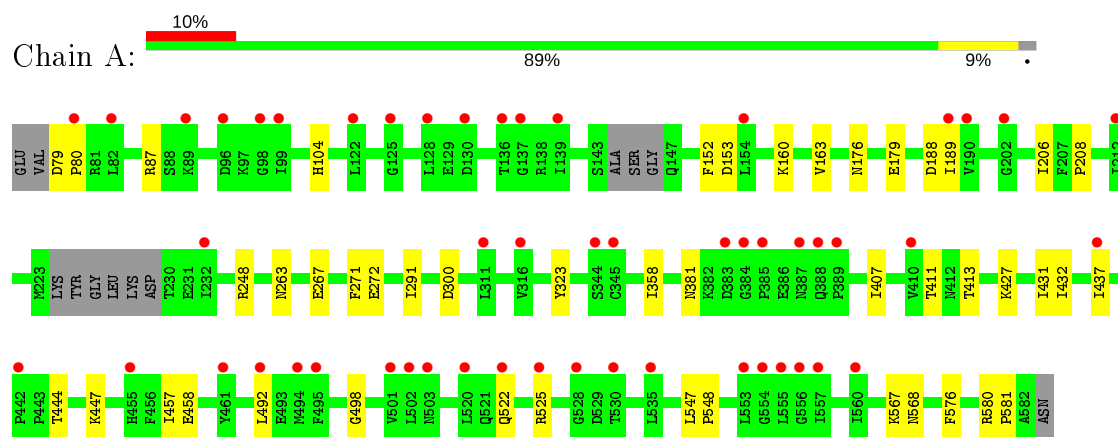 10%
Chain A:
89% 9% •
GLU VAL D79 P80 R81 L82 R87 S88 K89 D96 K97 G98 I99 H104 L122 G125 L128 E129 D130 T136 G137 R138 I139 S143 ALA SER GLY Q147 F152 D153 L154 K160 V163 N176 E179 D188 I189 V190 G202 I206 F207 P208
M223 LYS TYR GLY LEU LYS ASP T230 E231 I232 R248 N263 E267 F271 E272 I291 D300 L311 V316 Y323 S344 C345 I358 N381 K382 D383 G384 P385 E386 N387 Q388 P389 I407 V410 T411 N412 T413 K427 I431 I432 I437
P442 P443 T444 K447 H455 F456 I457 E458 Y461 L492 E493 M494 F495 G498 V501 L502 N503 L520 Q521 Q522 R525 G528 D529 T530 L535 L547 P548 L553 G554 L555 G556 I557 I560 K567 N568 F576 R580 P581 A582 ASN